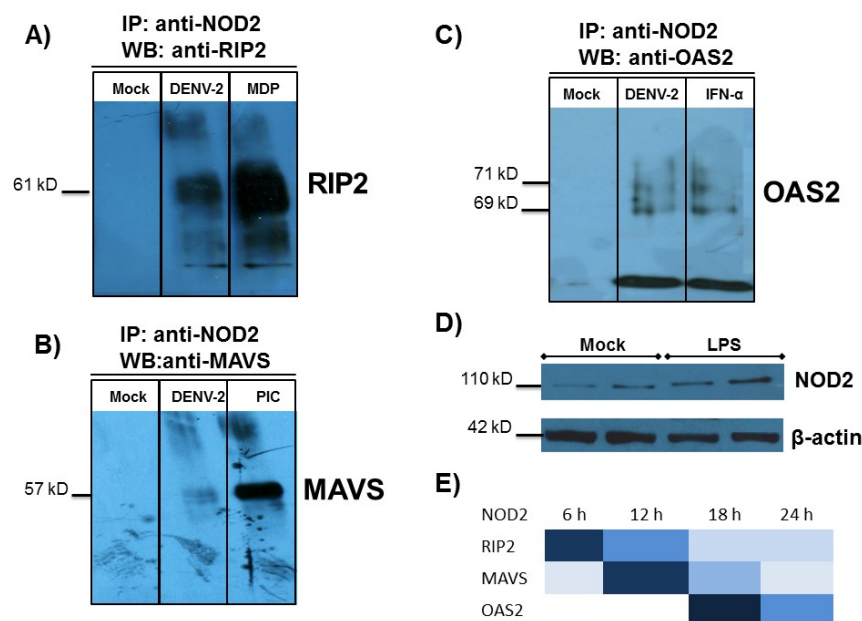 A)
IP: anti-NOD2
WB: anti-RIP2
Mock DENV-2 MDP
61 kD
RIP2
B)
IP: anti-NOD2
WB:anti-MAVS
Mock DENV-2 PIC
57 kD
MAVS
C)
IP: anti-NOD2
WB: anti-OAS2
Mock DENV-2 IFN-α
71 kD
69 kD
OAS2
D)
Mock LPS
110 kD NOD2
42 kD β-actin
E)
NOD2 6 h 12 h 18 h 24 h
RIP2
MAVS
OAS2